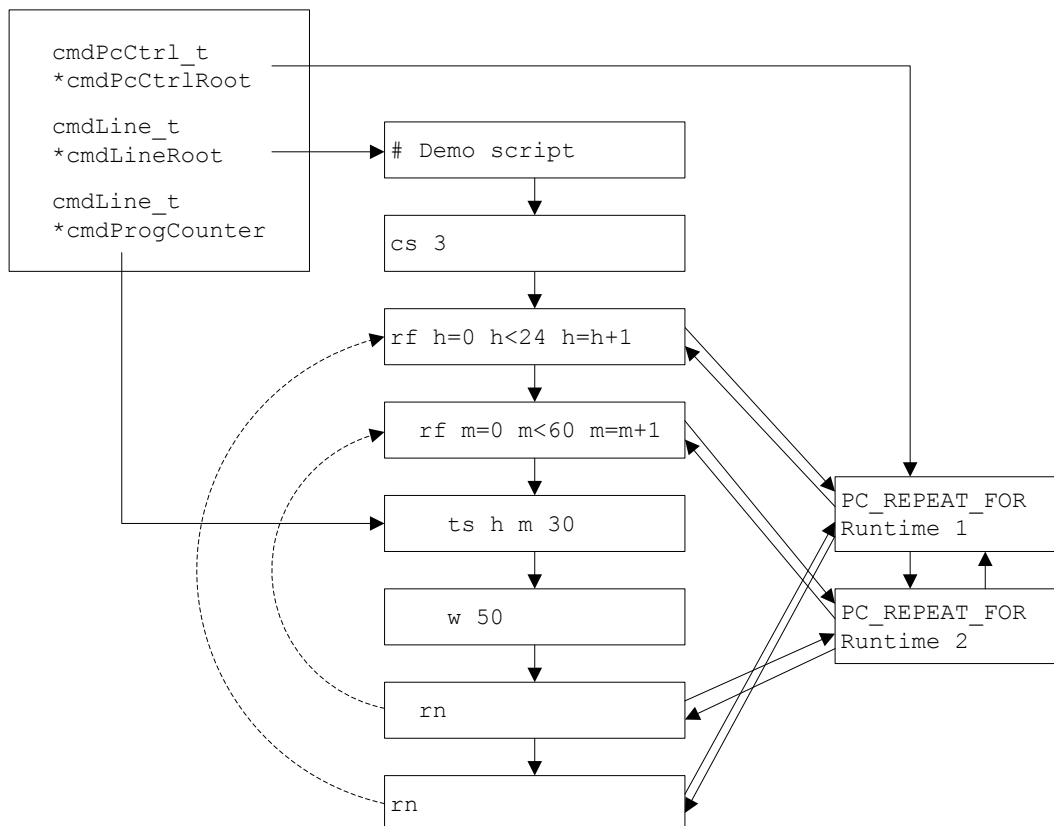 cmdPcCtrl_t
*cmdPcCtrlRoot
cmdLine_t
*cmdLineRoot
cmdLine_t
*cmdProgCounter
# Demo script
cs 3
rf h=0 h<24 h=h+1
rf m=0 m<60 m=m+1
ts h m 30
w 50
rn
rn
PC_REPEAT_FOR
Runtime 1
PC_REPEAT_FOR
Runtime 2